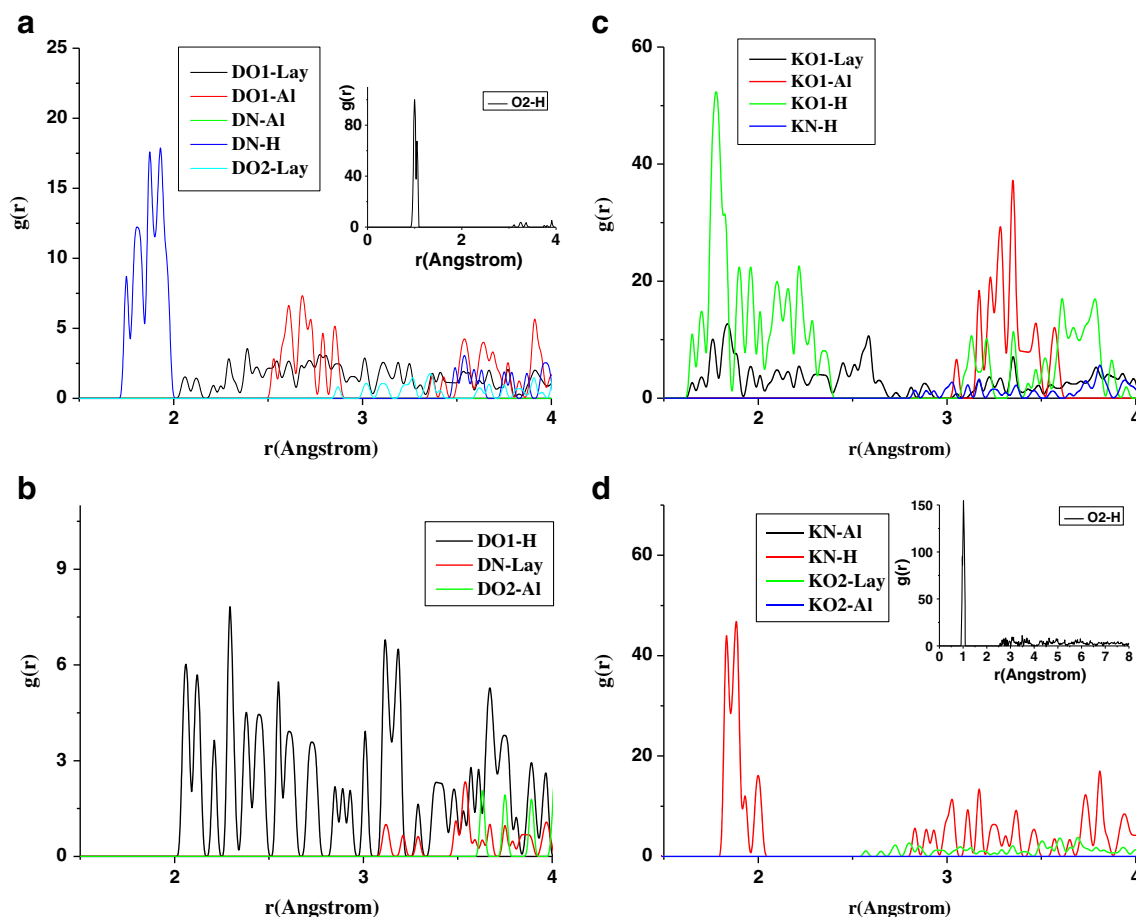 a
25
20
15
10
5
0
g(r)
2
3
4
r(Angstrom)
DO1-Lay
DO1-Al
DN-Al
DN-H
DO2-Lay
g(r)
80
40
0
0
2
4
r(Angstrom)
O2-H
c
60
40
20
0
g(r)
2
3
4
r(Angstrom)
KO1-Lay
KO1-Al
KO1-H
KN-H
b
9
6
3
0
g(r)
2
3
4
r(Angstrom)
DO1-H
DN-Lay
DO2-Al
d
60
40
20
0
g(r)
2
3
4
r(Angstrom)
KN-Al
KN-H
KO2-Lay
KO2-Al
150
100
50
0
g(r)
0 1 2 3 4 5 6 7 8
r(Angstrom)
O2-H